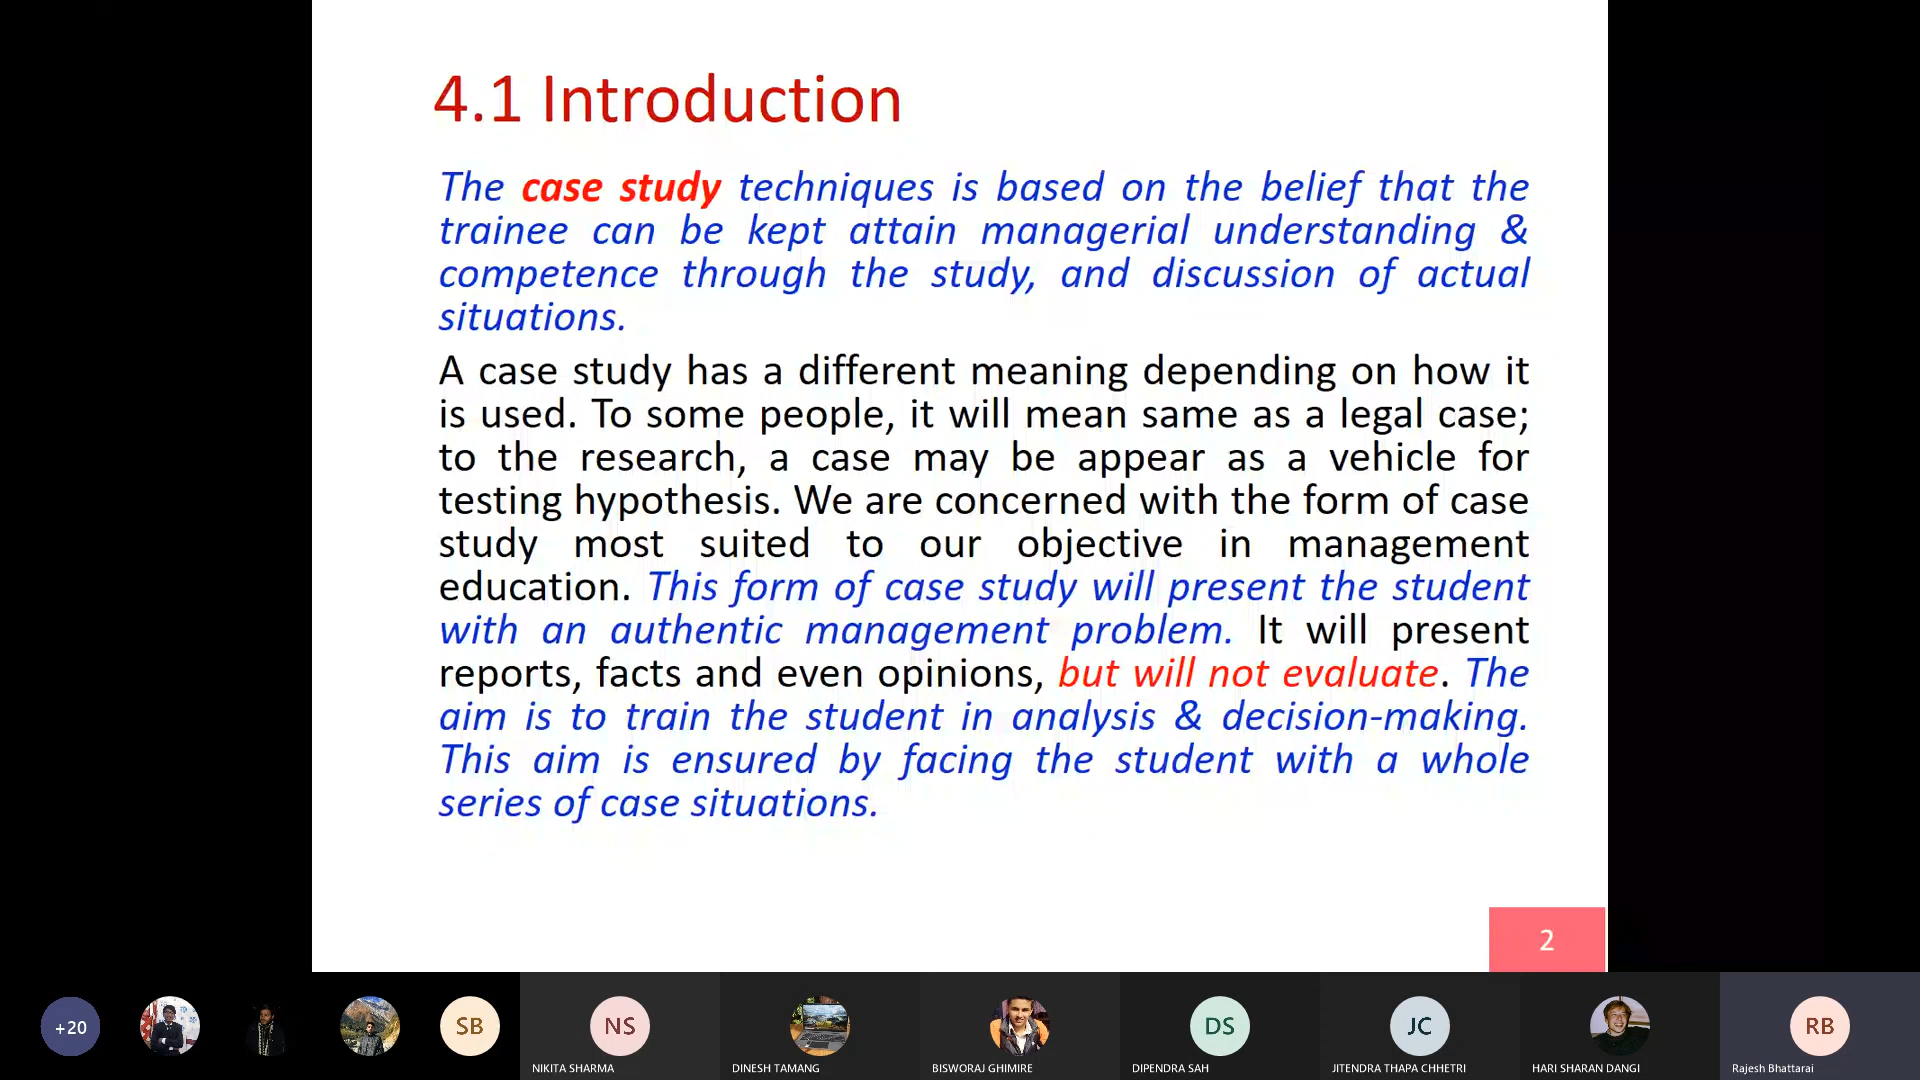 4.1 Introduction
The case study techniques is based on the belief that the
trainee can be kept attain managerial understanding &
competence through the study, and discussion of actual
situations.
A case study has a different meaning depending on how it
is used. To some people, it will mean same as a legal case;
to the research, a case may be appear as a vehicle for
testing hypothesis. We are concerned with the form of case
study most suited to our objective in management
education. This form of case study will present the student
with an authentic management problem. It will present
reports, facts and even opinions, but will not evaluate. The
aim is to train the student in analysis & decision-making.
This aim is ensured by facing the student with a whole
series of case situations.
2
+20
SB
NS
DS
JC
RB
NIKITA SHARMA
DINESH TAMANG
BISWORAJ GHIMIRE
DIPENDRA SAH
JITENDRA THAPA CHHETRI
HARI SHARAN DANGI
Rajesh Bhattarai